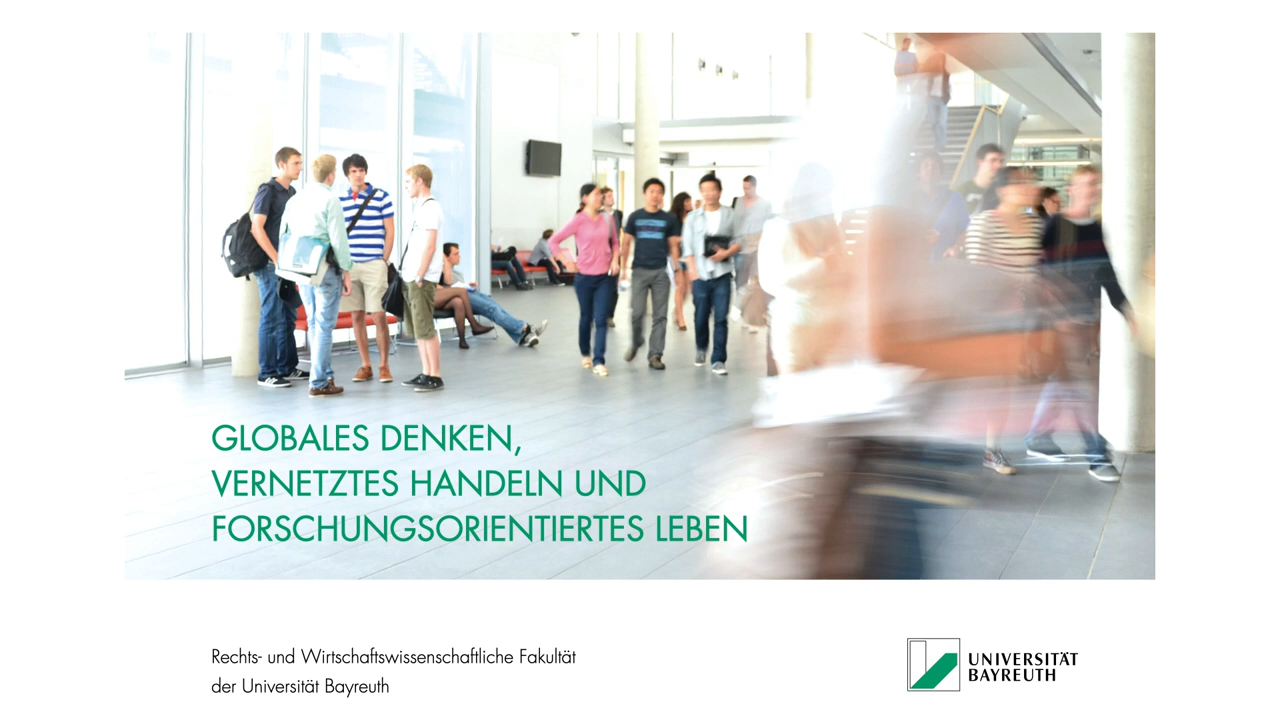 GLOBALES DENKEN,
VERNETZTES HANDELN UND
FORSCHUNGSORIENTIERTES LEBEN
Rechts- und Wirtschaftswissenschaftliche Fakultät
der Universität Bayreuth
UNIVERSITÄT
BAYREUTH